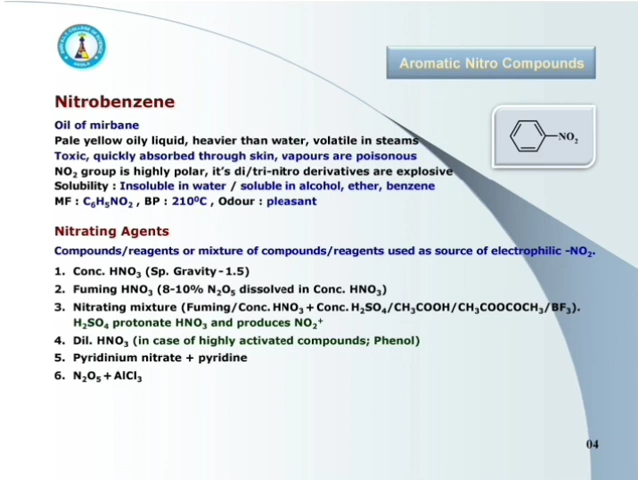 Aromatic Nitro Compounds
Nitrobenzene
Oil of mirbane
Pale yellow oily liquid, heavier than water, volatile in steams
Toxic, quickly absorbed through skin, vapours are poisonous
NO₂ group is highly polar, it's di/tri-nitro derivatives are explosive
Solubility : Insoluble in water / soluble in alcohol, ether, benzene
MF : C₆H₅NO₂ , BP : 210⁰C , Odour : pleasant
NO₂
Nitrating Agents
Compounds/reagents or mixture of compounds/reagents used as source of electrophilic -NO₂.
1. Conc. HNO₃ (Sp. Gravity-1.5)
2. Fuming HNO₃ (8-10% N₂O₅ dissolved in Conc. HNO₃)
3. Nitrating mixture (Fuming/Conc. HNO₃ + Conc. H₂SO₄/CH₃COOH/CH₃COCOCH₃/BF₃).
H₂SO₄ protonate HNO₃ and produces NO₂⁺
4. Dil. HNO₃ (in case of highly activated compounds; Phenol)
5. Pyridinium nitrate + pyridine
6. N₂O₅ + AlCl₃
04